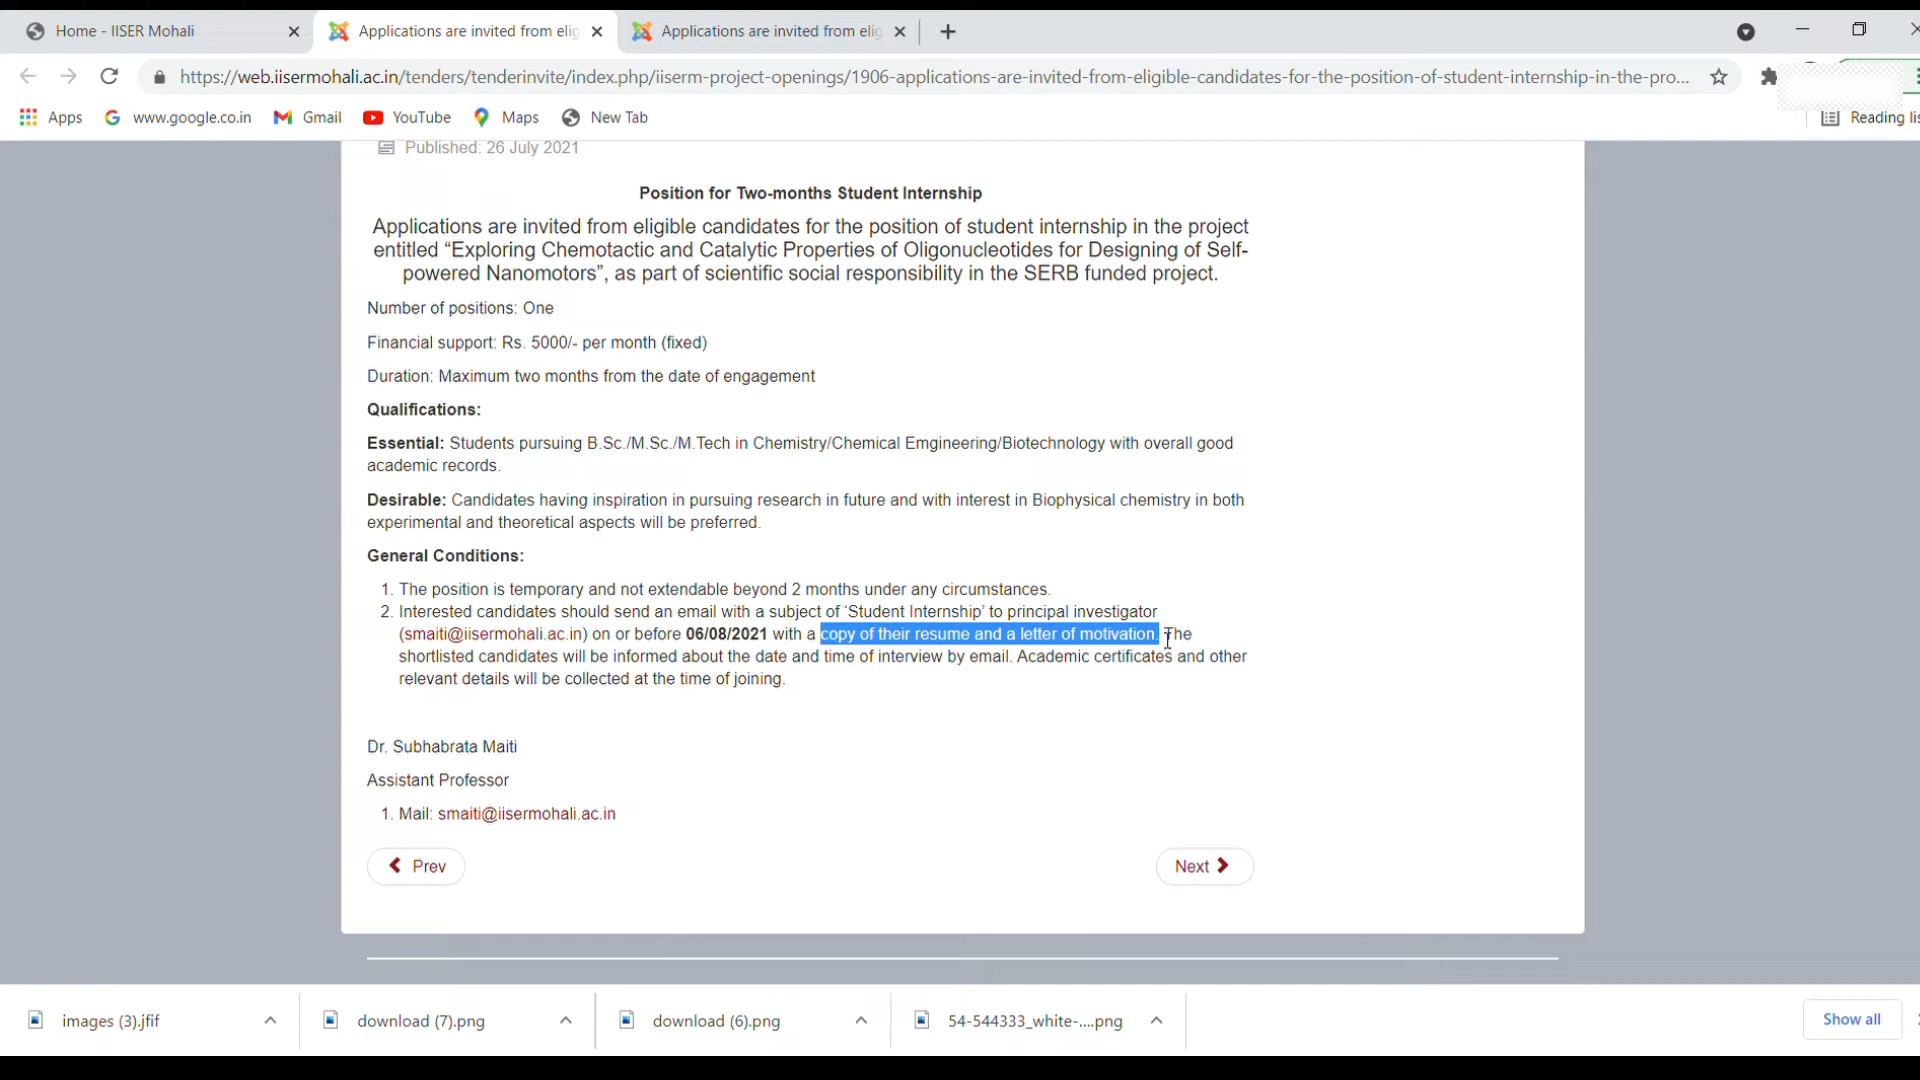 Home - IISER Mohali
Applications are invited from elig
Applications are invited from elig
https://web.iisermohali.ac.in/tenders/tenderinvite/index.php/iiserm-project-openings/1906-applications-are-invited-from-eligible-candidates-for-the-position-of-student-internship-in-the-pro...
Apps www.google.co.in Gmail YouTube Maps New Tab Reading lis
Published: 26 July 2021
Position for Two-months Student Internship
Applications are invited from eligible candidates for the position of student internship in the project
entitled “Exploring Chemotactic and Catalytic Properties of Oligonucleotides for Designing of Self-
powered Nanomotors”, as part of scientific social responsibility in the SERB funded project.
Number of positions: One
Financial support: Rs. 5000/- per month (fixed)
Duration: Maximum two months from the date of engagement
Qualifications:
Essential: Students pursuing B.Sc./M.Sc./M.Tech in Chemistry/Chemical Emgineering/Biotechnology with overall good
academic records.
Desirable: Candidates having inspiration in pursuing research in future and with interest in Biophysical chemistry in both
experimental and theoretical aspects will be preferred.
General Conditions:
1. The position is temporary and not extendable beyond 2 months under any circumstances.
2. Interested candidates should send an email with a subject of ‘Student Internship’ to principal investigator
(smaiti@iisermohali.ac.in) on or before 06/08/2021 with a copy of their resume and a letter of motivation. The
shortlisted candidates will be informed about the date and time of interview by email. Academic certificates and other
relevant details will be collected at the time of joining.
Dr. Subhabrata Maiti
Assistant Professor
1. Mail: smaiti@iisermohali.ac.in
Prev Next
images (3).jfif download (7).png download (6).png 54-544333_white-....png Show all